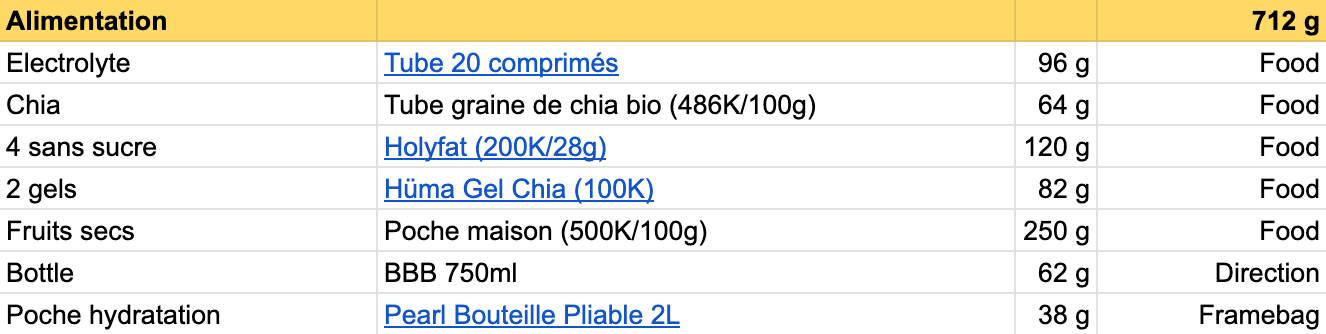 Alimentation 712 g
Electrolyte Tube 20 comprimés 96 g Food
Chia Tube graine de chia bio (486K/100g) 64 g Food
4 sans sucre Holyfat (200K/28g) 120 g Food
2 gels Hüma Gel Chia (100K) 82 g Food
Fruits secs Poche maison (500K/100g) 250 g Food
Bottle BBB 750ml 62 g Direction
Poche hydratation Pearl Bouteille Pliable 2L 38 g Framebag